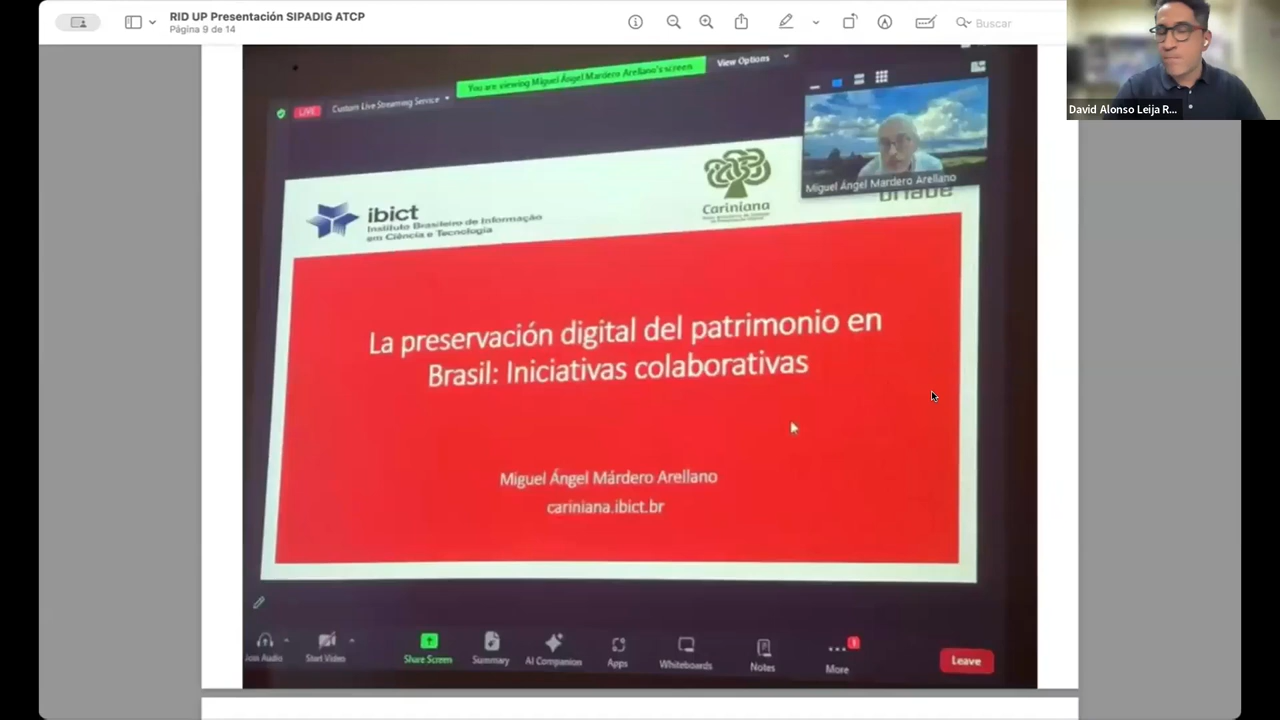 RID UP Presentación SIPADIG ATCP
Página 9 de 14
Buscar
David Alonso Leija R...
You are viewing Miguel Ángel Mardero Arellano's screen
View Options
LIVE
Custom Live Streaming Service
Miguel Ángel Mardero Arellano
ibict
Instituto Brasileiro de Informação
em Ciência e Tecnologia
Cariniana
La preservación digital del patrimonio en
Brasil: Iniciativas colaborativas
Miguel Ángel Márdero Arellano
cariniana.ibict.br
Join Audio
Start Video
Share Screen
Summary
AI Companion
Apps
Whiteboards
Notes
1
More
Leave